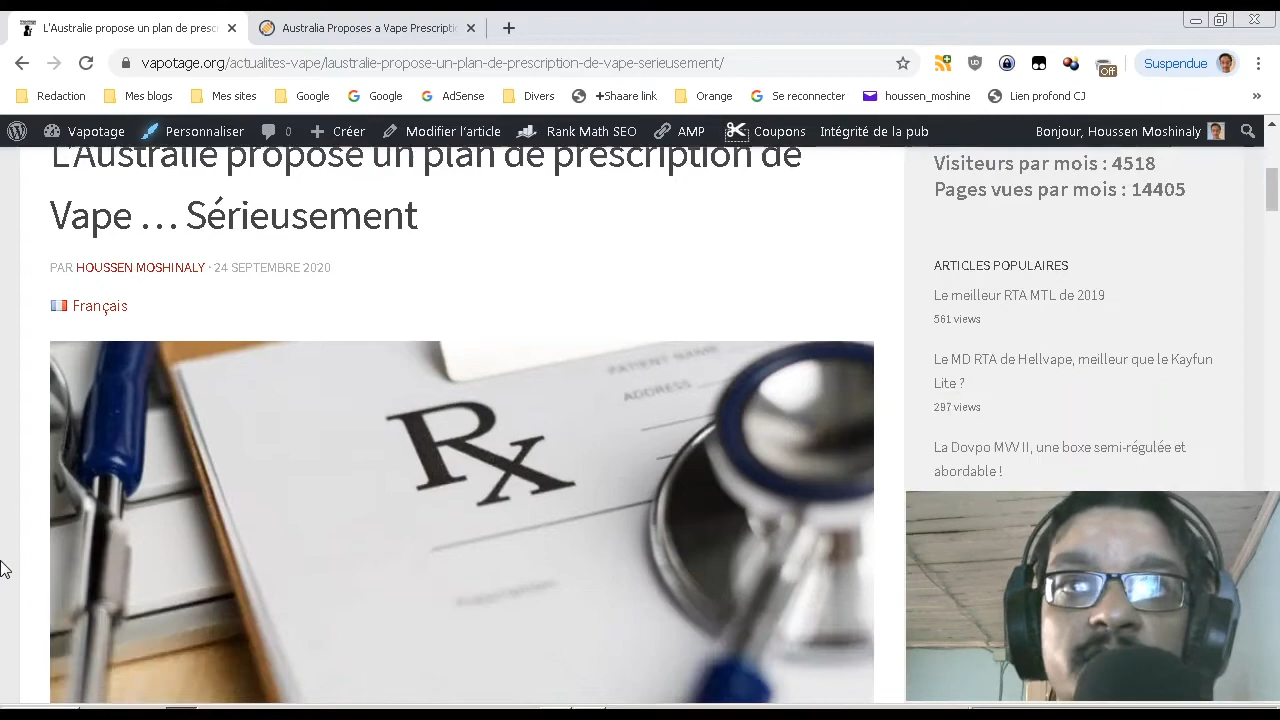 L'Australie propose un plan de presc
Australia Proposes a Vape Prescripti
vapotage.org/actualites-vape/laustralie-propose-un-plan-de-prescription-de-vape-serieusement/
Off
Suspendue
Redaction
Mes blogs
Mes sites
Google
Google
AdSense
Divers
+Shaare link
Orange
Se reconnecter
houssen_moshine
Lien profond CJ
»
Vapotage
Personnaliser
0
Créer
Modifier l'article
Rank Math SEO
AMP
Coupons
Intégrité de la pub
Bonjour, Houssen Moshinaly
L'Australie propose un plan de prescription de
Vape … Sérieusement
PAR HOUSSEN MOSHINALY · 24 SEPTEMBRE 2020
Français
PATIENT NAME
ADDRESS
Rx
Prescription
Visiteurs par mois : 4518
Pages vues par mois : 14405
ARTICLES POPULAIRES
Le meilleur RTA MTL de 2019
561 views
Le MD RTA de Hellvape, meilleur que le Kayfun
Lite ?
297 views
La Dovpo MVV II, une boxe semi-régulée et
abordable !